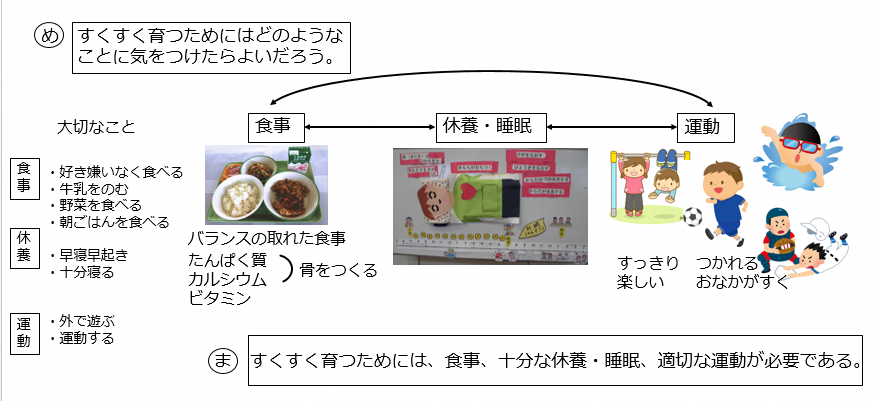 め
すくすく育つためにはどのような
ことに気をつけたらよいだろう。
大切なこと
食事
休養・睡眠
運動
食
事
・好き嫌いなく食べる
・牛乳をのむ
・野菜を食べる
・朝ごはんを食べる
休
養
・早寝早起き
・十分寝る
運
動
・外で遊ぶ
・運動する
バランスの取れた食事
たんぱく質
カルシウム
ビタミン
骨をつくる
すっきり
楽しい
つかれる
おなかがすく
ま
すくすく育つためには、食事、十分な休養・睡眠、適切な運動が必要である。